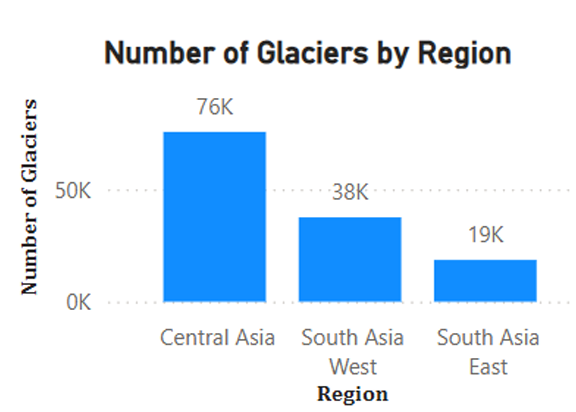 Number of Glaciers by Region
Number of Glaciers
76K
50K
38K
19K
0K
Central Asia
South Asia
West
South Asia
East
Region